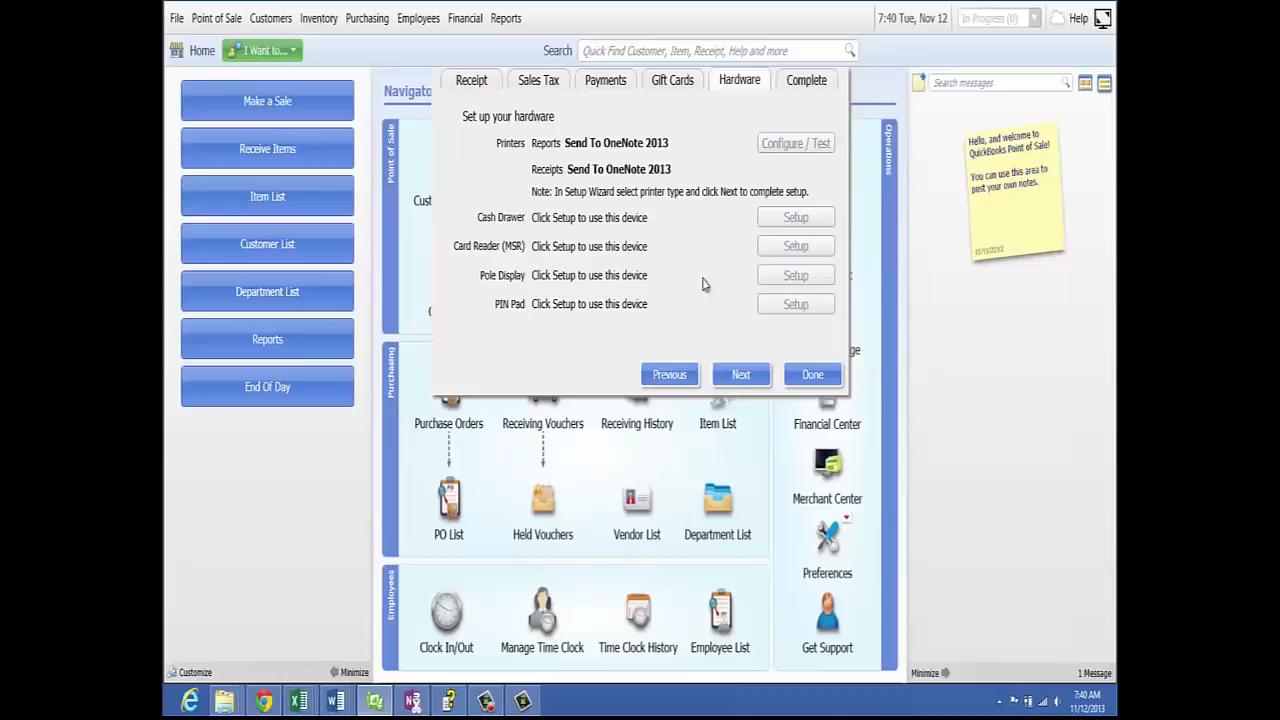 File Point of Sale Customers Inventory Purchasing Employees Financial Reports 7:40 Tue, Nov 12 In Progress (0) Help
Home I Want to... Search Quick Find Customer, Item, Receipt, Help and more
Make a Sale
Receive Items
Item List
Customer List
Department List
Reports
End Of Day
Customize Minimize
Navigato
Point of Sale
Cust
Receipt Sales Tax Payments Gift Cards Hardware Complete
Set up your hardware
Printers Reports Send To OneNote 2013 Configure / Test
Receipts Send To OneNote 2013
Note: In Setup Wizard select printer type and click Next to complete setup.
Cash Drawer Click Setup to use this device Setup
Card Reader (MSR) Click Setup to use this device Setup
Pole Display Click Setup to use this device Setup
PIN Pad Click Setup to use this device Setup
Previous Next Done
Purchasing
Purchase Orders Receiving Vouchers Receiving History Item List
PO List Held Vouchers Vendor List Department List
Employees
Clock In/Out Manage Time Clock Time Clock History Employee List
Operations
ge
Financial Center
Merchant Center
Preferences
Get Support
Search messages
Hello, and welcome to
QuickBooks Point of Sale!
You can use this area to
post your own notes.
11/11/2013
Minimize 1 Message
7:40 AM
11/12/2013